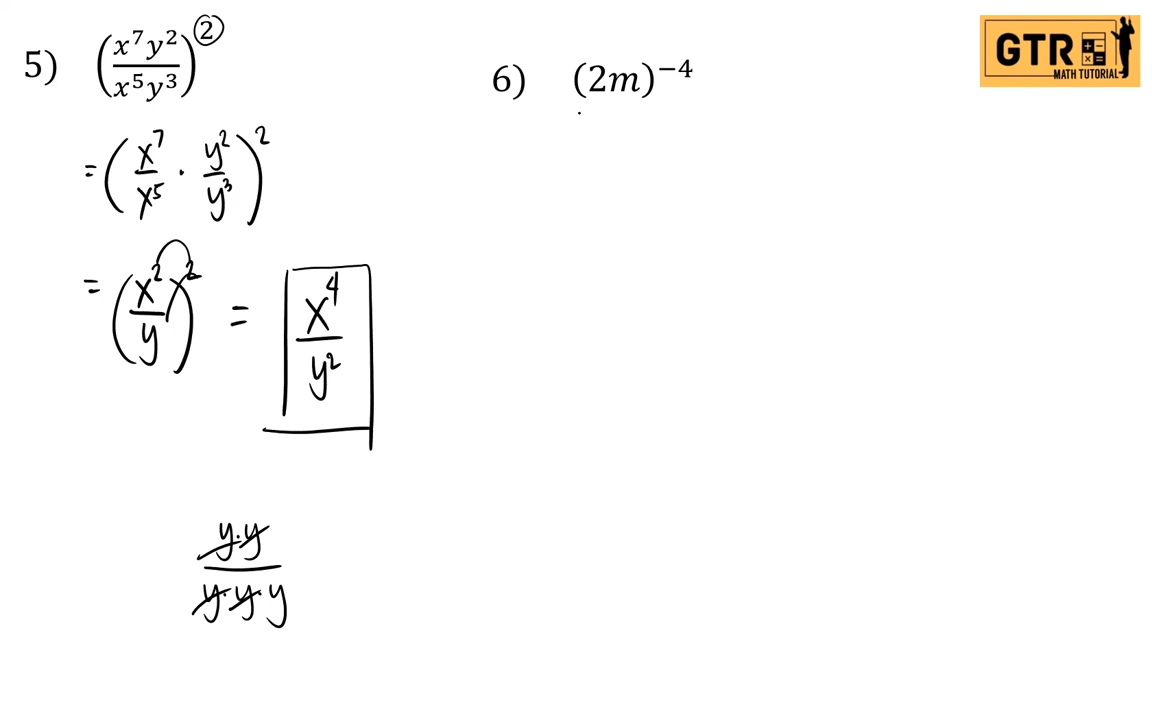 5) (x⁷y²/x⁵y³)²
= (x⁷/x⁵ · y²/y³)²
= (x²/y)² = x⁴/y²
y·y/y·y·y
6) (2m)⁻⁴
GTR
MATH TUTORIAL